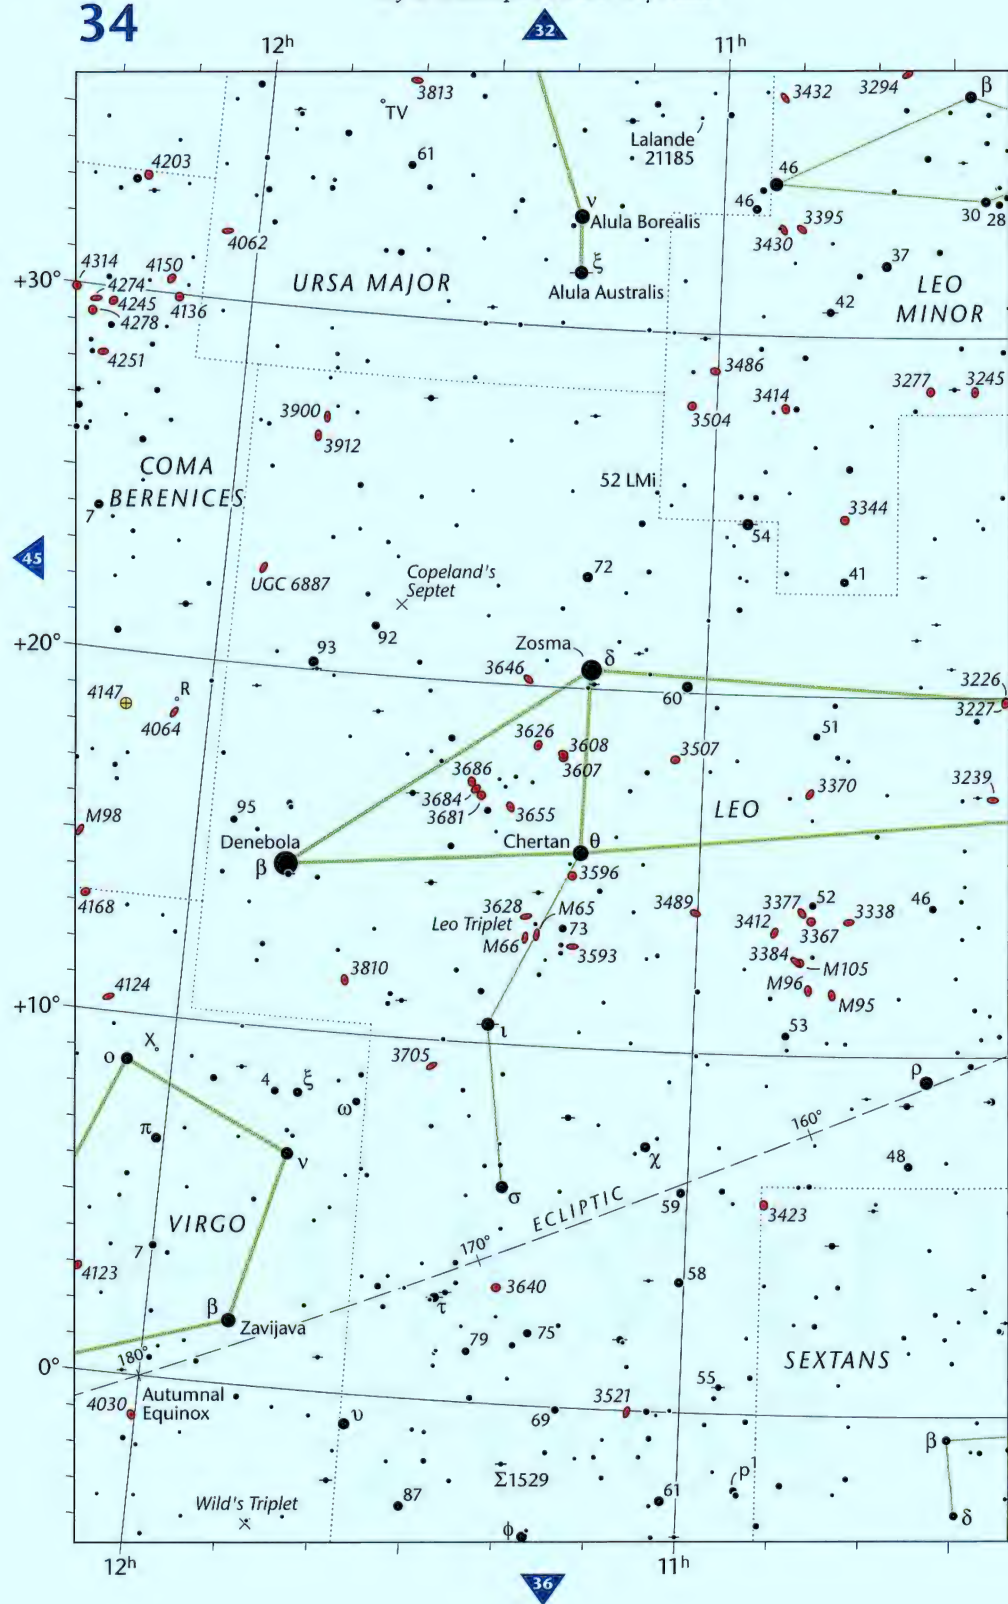 34
32
12h
11h
3813
TV
3432
3294
β
Lalande
21185
61
4203
46
46
ν
Alula Borealis
4062
3395
3430
30
28
ξ
Alula Australis
URSA MAJOR
37
LEO
MINOR
42
+30°
4314
4274
4245
4278
4150
4136
4251
3486
3277
3245
3414
3504
3900
3912
COMA
BERENICES
7
52 LMi
3344
54
41
45
UGC 6887
Copeland's
Septet
72
92
93
+20°
Zosma
δ
3646
60
3226
3227
4147
R
4064
3626
3608
3607
51
3507
3686
3684
3681
3655
3370
3239
LEO
M98
95
Denebola
β
Chertan
θ
3596
4168
3628
Leo Triplet
M65
M66
73
3593
3489
3377
52
3338
46
3412
3367
3384
M105
M96
M95
3810
4124
+10°
ι
53
ο
X
3705
4
ξ
ω
ρ
160°
π
ν
χ
48
σ
59
ECLIPTIC
3423
VIRGO
7
170°
4123
3640
58
τ
β
Zavijava
79
75
SEXTANS
0°
180°
Autumnal
Equinox
4030
55
3521
69
υ
β
Σ1529
p1
61
87
Wild's Triplet
φ
δ
12h
11h
36